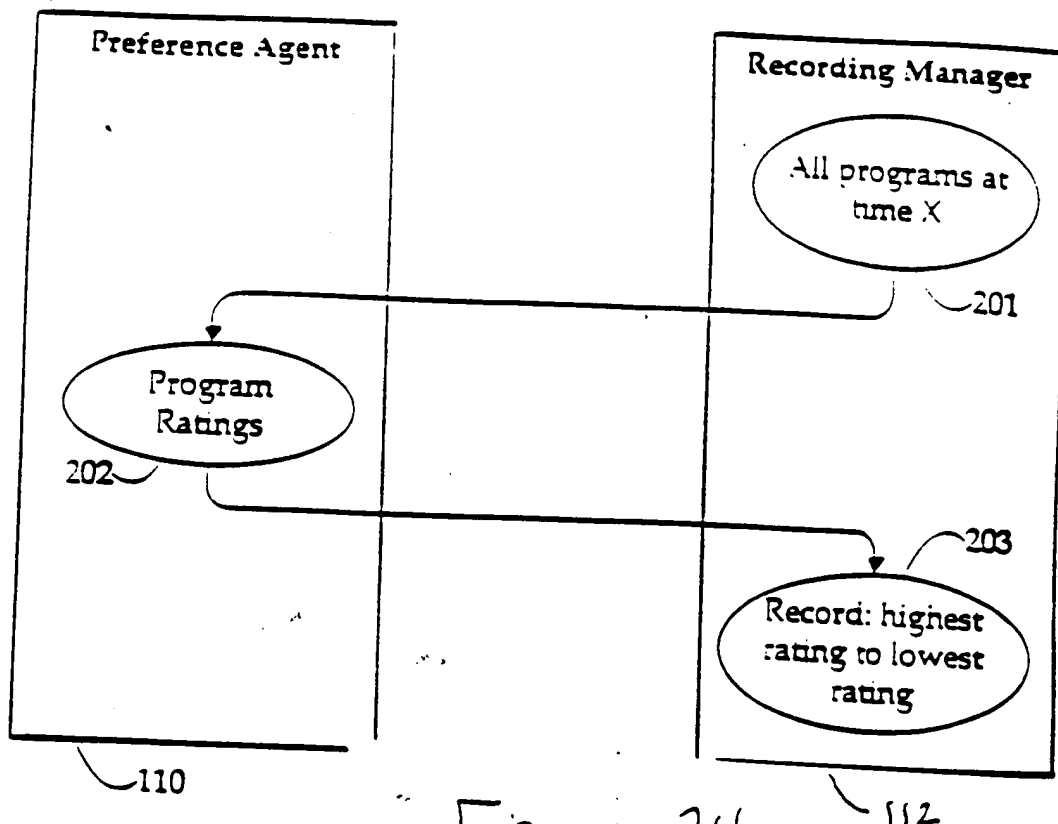 Preference Agent
Recording Manager
All programs at
time X
201
Program
Ratings
202
203
Record: highest
rating to lowest
rating
110
112